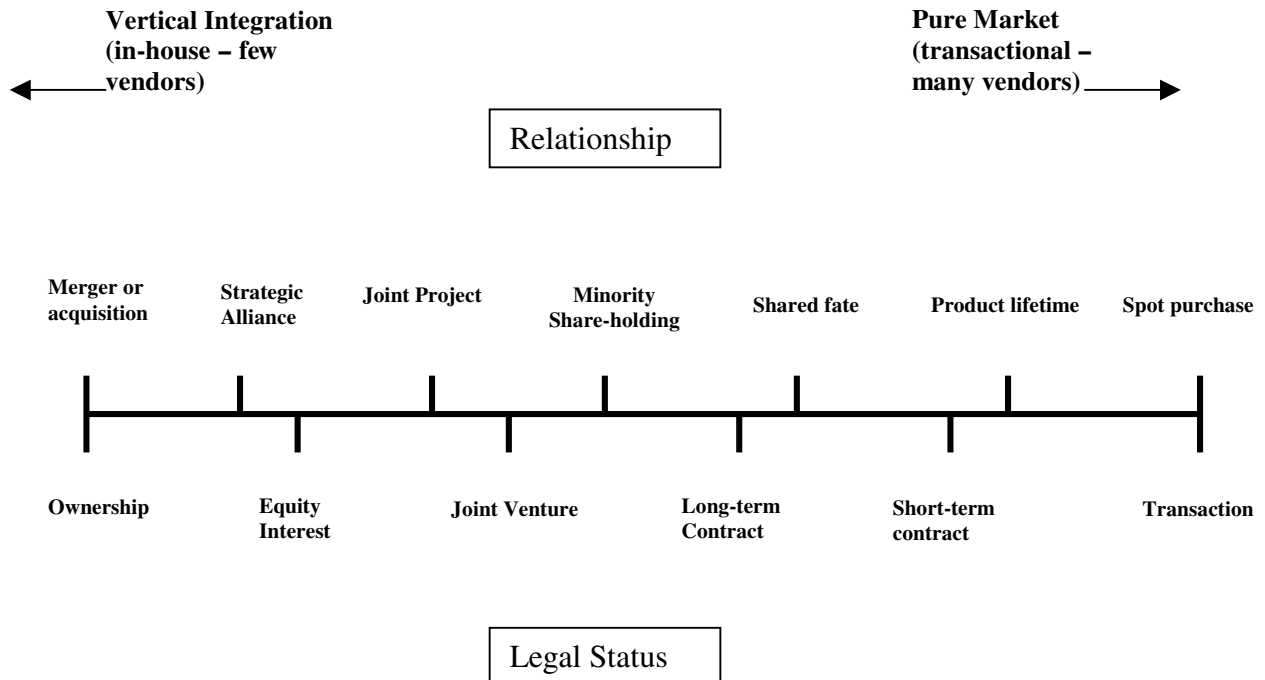 Vertical Integration
(in-house – few
vendors)
Pure Market
(transactional –
many vendors)
Relationship
Merger or
acquisition
Strategic
Alliance
Joint Project
Minority
Share-holding
Shared fate
Product lifetime
Spot purchase
Ownership
Equity
Interest
Joint Venture
Long-term
Contract
Short-term
contract
Transaction
Legal Status